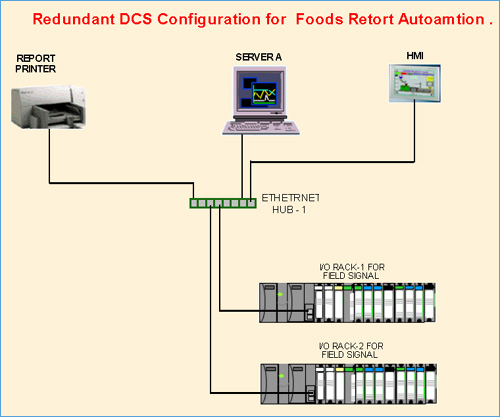 Redundant DCS Configuration for Foods Retort Autoamtion .
REPORT
PRINTER
SERVER A
HMI
ETHETRNET
HUB - 1
I/O RACK-1 FOR
FIELD SIGNAL
I/O RACK-2 FOR
FIELD SIGNAL